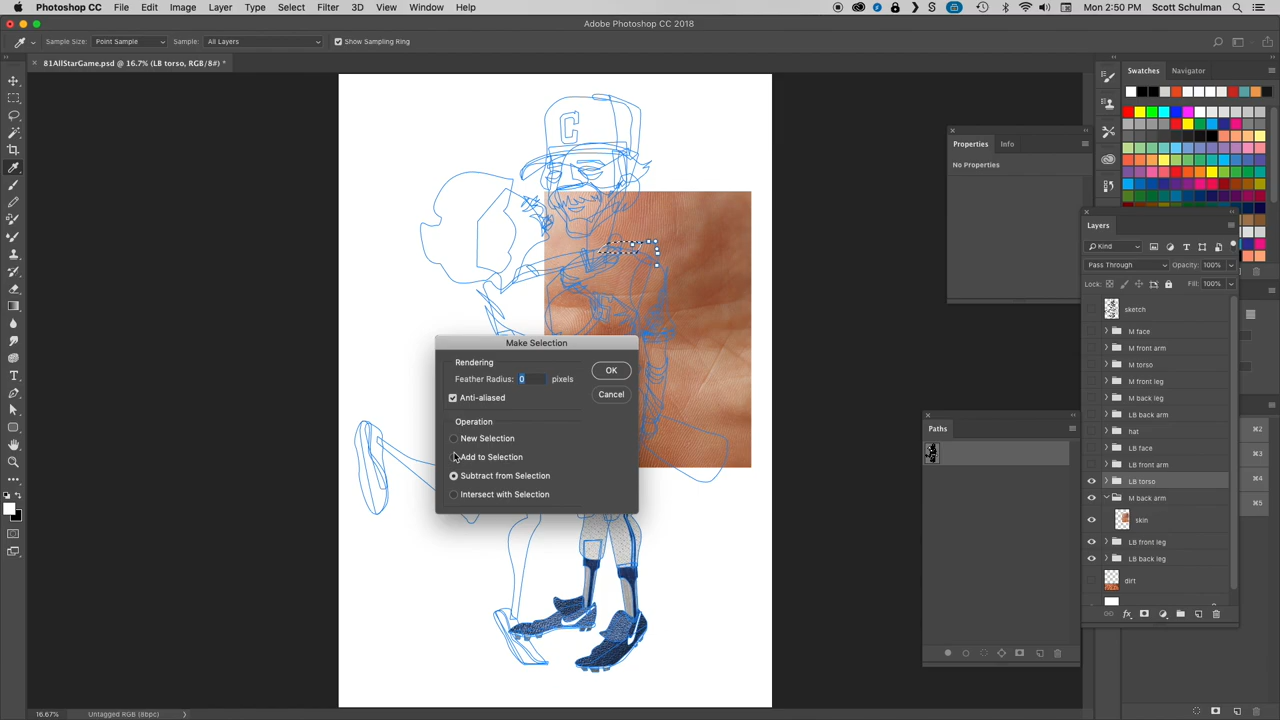 Photoshop File Edit Image Layer Type Select Filter 3D View Window Help Mon 2:50 PM Scott Schulman
Adobe Photoshop CC 2018
Sample Size: Point Sample Sample: All Layers Show Sampling Ring
81AllStarGame.psd @ 16.7% (LB torso, RGB/8#) *
Swatches Navigator
Properties Info
No Properties
C
Layers
Kind
Pass Through Opacity: 100%
Lock: Fill: 100%
sketch
M face
M front arm
M torso
M front leg
M back leg
LB back arm
hat
LB face
LB front arm
LB torso
M back arm
skin
LB front leg
LB back leg
dirt
⌘2
⌘3
⌘4
⌘5
Paths
Make Selection
Rendering
Feather Radius: 0 pixels
Anti-aliased
OK
Cancel
Operation
New Selection
Add to Selection
Subtract from Selection
Intersect with Selection
16.67% Untagged RGB (8bpc)